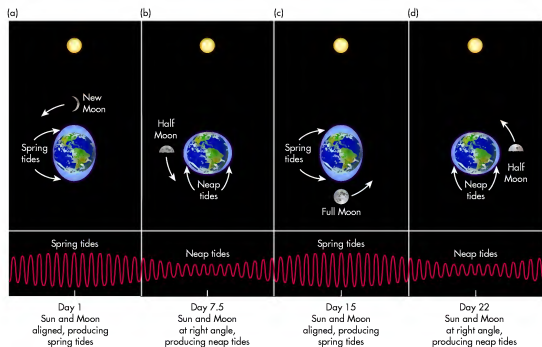 (a)
(b)
(c)
(d)
New
Moon
Spring
tides
Half
Moon
Neap
tides
Spring
tides
Full Moon
Half
Moon
Neap
tides
Spring tides
Neap tides
Spring tides
Neap tides
Day 1
Sun and Moon
aligned, producing
spring tides
Day 7.5
Sun and Moon
at right angle,
producing neap tides
Day 15
Sun and Moon
aligned, producing
spring tides
Day 22
Sun and Moon
at right angle,
producing neap tides